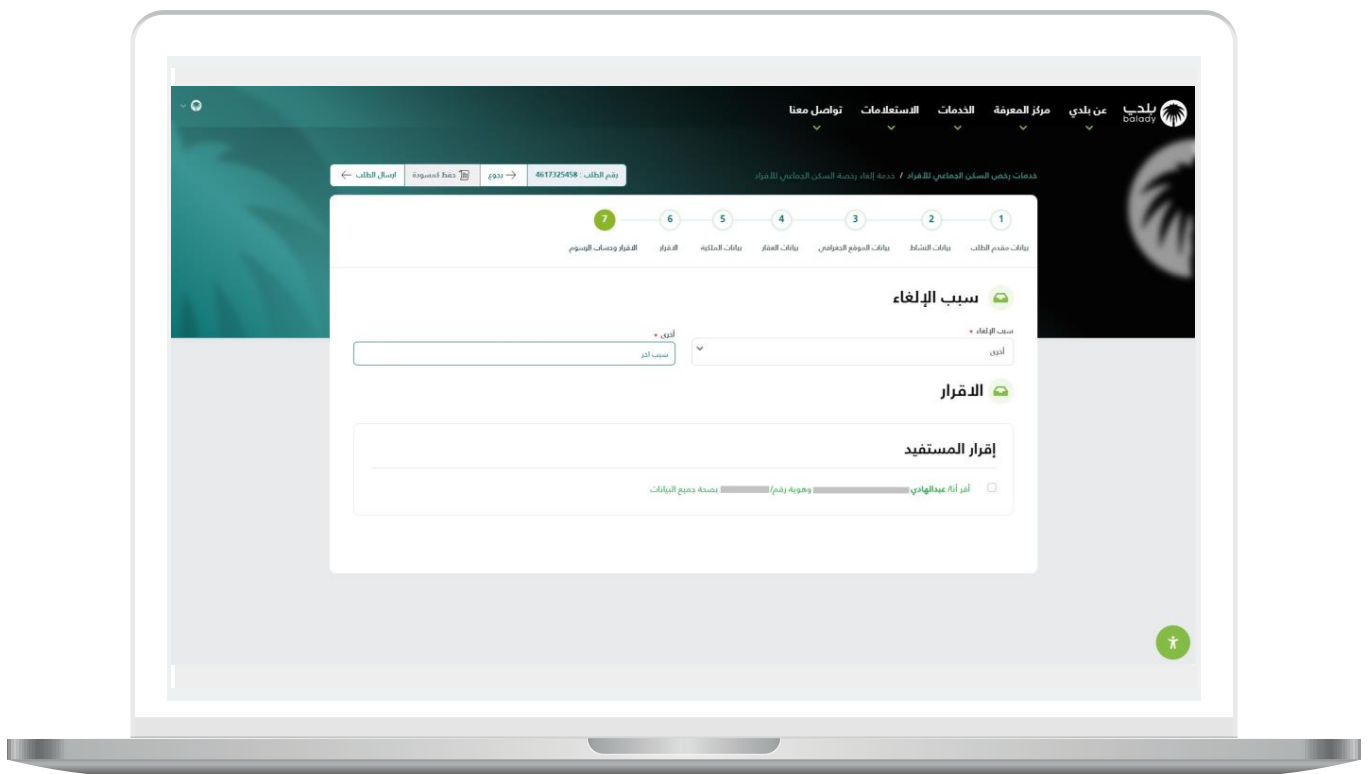 بلدي
balady
عن بلدي
مركز المعرفة
الخدمات
الاستعلامات
تواصل معنا
خدمات رخص السكن الجماعي للأفراد / خدمة إلغاء رخصة السكن الجماعي للأفراد
رقم الطلب : 4617325458
رجوع
حفظ كمسودة
ارسال الطلب
1
2
3
4
5
6
7
بيانات مقدم الطلب
بيانات النشاط
بيانات الموقع الجغرافي
بيانات العقار
بيانات الملكية
الاقرار
الاقرار وحساب الرسوم
سبب الإلغاء
سبب الإلغاء *
أخرى
أخرى *
سبب اخر
الاقرار
إقرار المستفيد
أقر أنا/ عبدالهادي وهوية رقم/ بصحة جميع البيانات